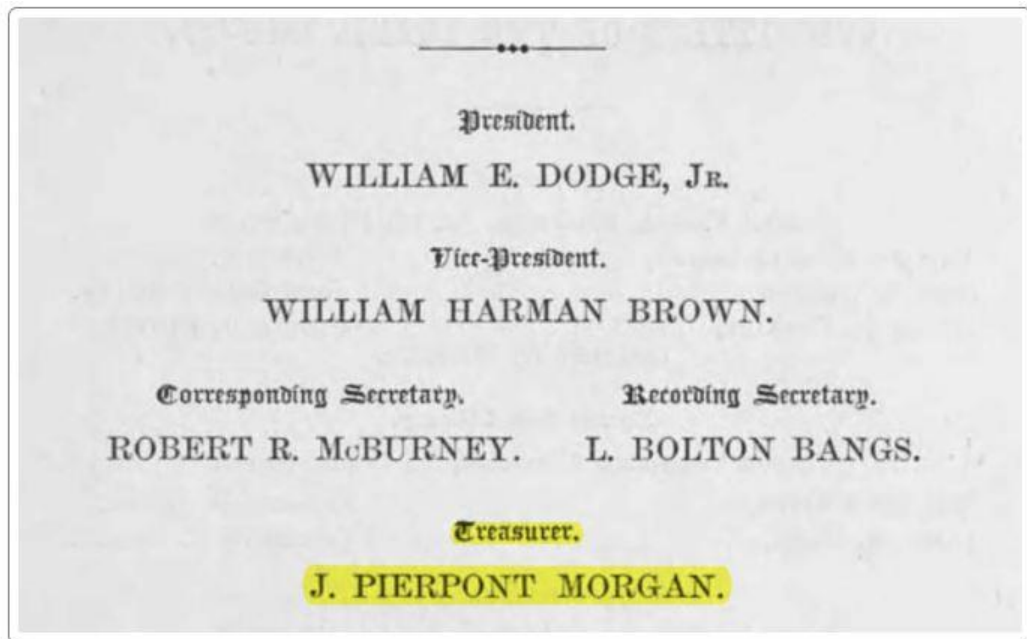 President.
WILLIAM E. DODGE, JR.
Vice-President.
WILLIAM HARMAN BROWN.
Corresponding Secretary. Recording Secretary.
ROBERT R. McBURNEY. L. BOLTON BANGS.
Treasurer.
J. PIERPONT MORGAN.